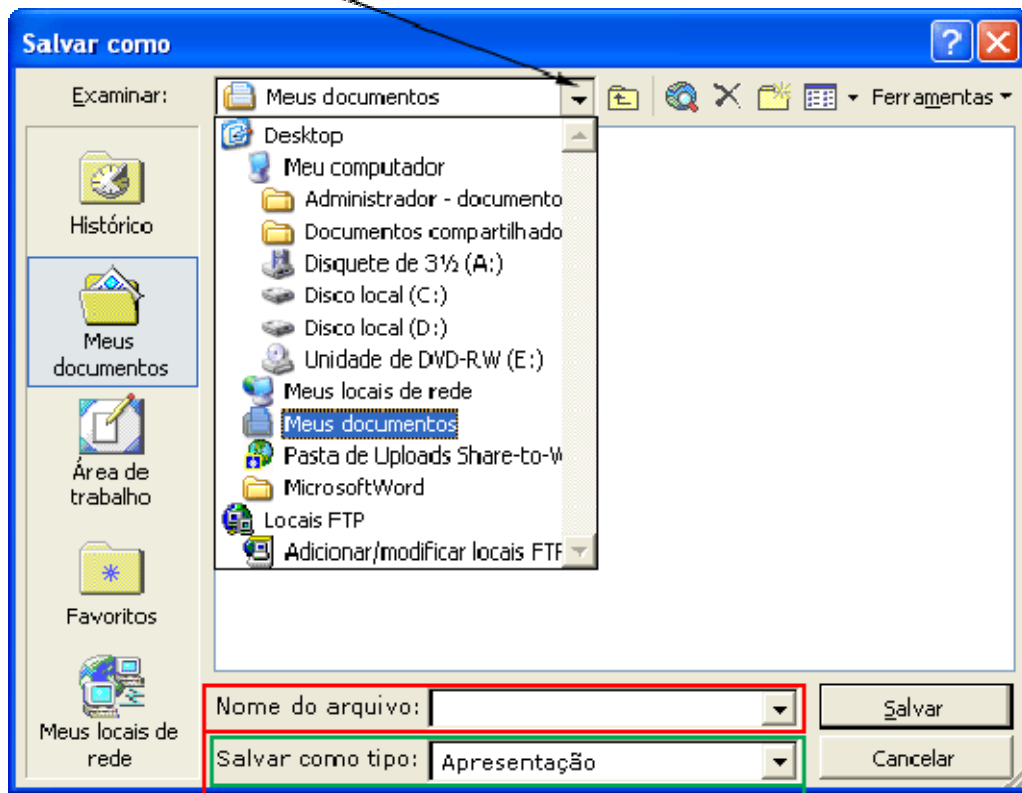 Salvar como
Examinar:
Meus documentos
Ferramentas
Desktop
Meu computador
Administrador - documento
Documentos compartilhado
Disquete de 3½ (A:)
Disco local (C:)
Disco local (D:)
Unidade de DVD-RW (E:)
Meus locais de rede
Meus documentos
Pasta de Uploads Share-to-W
MicrosoftWord
Locais FTP
Adicionar/modificar locais FTF
Histórico
Meus
documentos
Área de
trabalho
Favoritos
Meus locais de
rede
Nome do arquivo:
Salvar
Salvar como tipo: Apresentação
Cancelar